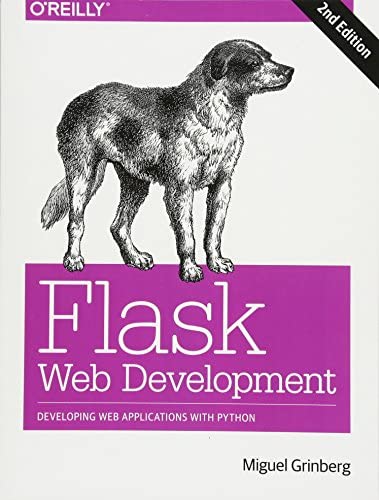 O'REILLY®
2nd Edition
Flask
Web Development
DEVELOPING WEB APPLICATIONS WITH PYTHON
Miguel Grinberg